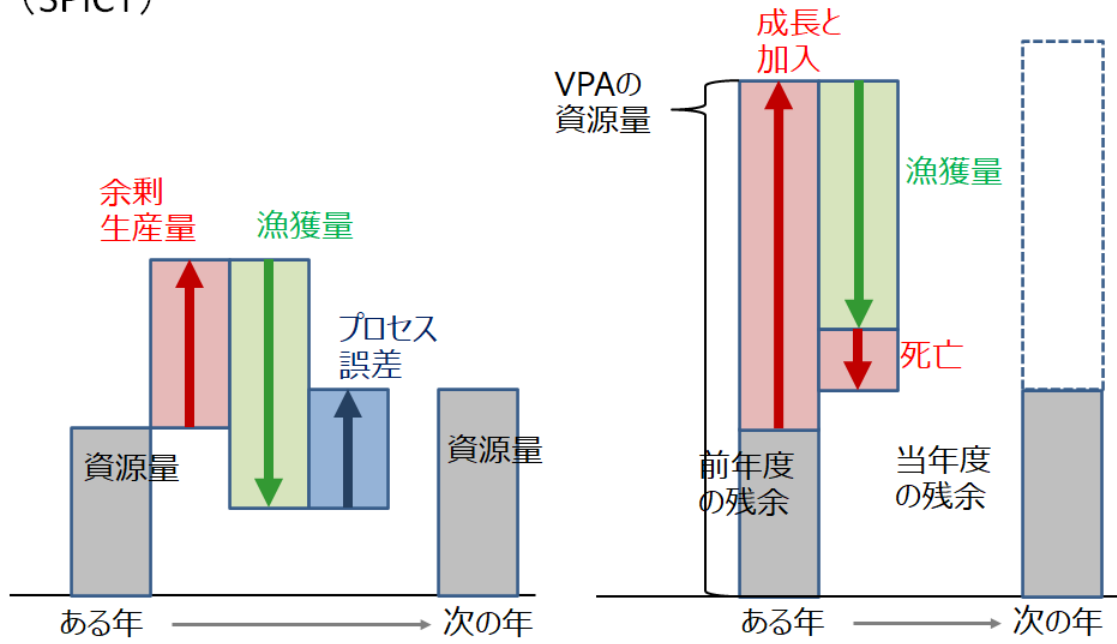 （SPiCT）
余剰
生産量
漁獲量
プロセス
誤差
資源量
資源量
ある年
次の年
成長と
加入
VPAの
資源量
漁獲量
死亡
前年度
の残余
当年度
の残余
ある年
次の年